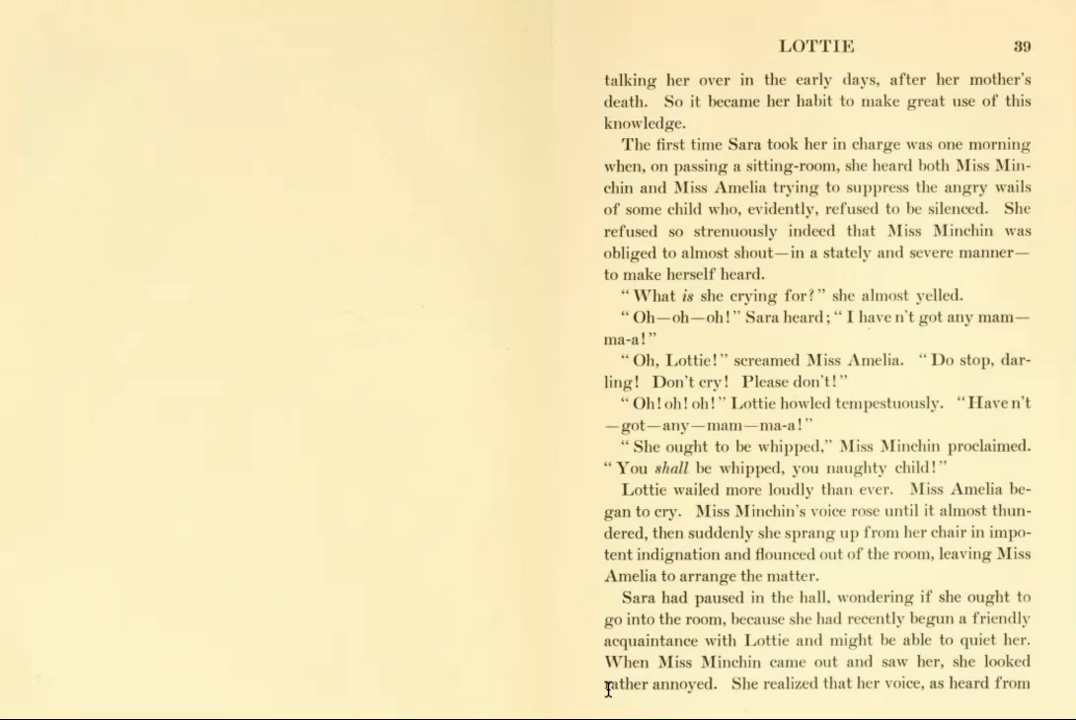 LOTTIE 39
talking her over in the early days, after her mother's
death. So it became her habit to make great use of this
knowledge.
The first time Sara took her in charge was one morning
when, on passing a sitting-room, she heard both Miss Min-
chin and Miss Amelia trying to suppress the angry wails
of some child who, evidently, refused to be silenced. She
refused so strenuously indeed that Miss Minchin was
obliged to almost shout—in a stately and severe manner—
to make herself heard.
"What is she crying for?" she almost yelled.
"Oh—oh—oh!" Sara heard; "I have n't got any mam—
ma-a!"
"Oh, Lottie!" screamed Miss Amelia. "Do stop, dar-
ling! Don't cry! Please don't!"
"Oh! oh! oh!" Lottie howled tempestuously. "Have n't
—got—any—mam—ma-a!"
"She ought to be whipped," Miss Minchin proclaimed.
"You shall be whipped, you naughty child!"
Lottie wailed more loudly than ever. Miss Amelia be-
gan to cry. Miss Minchin's voice rose until it almost thun-
dered, then suddenly she sprang up from her chair in impo-
tent indignation and flounced out of the room, leaving Miss
Amelia to arrange the matter.
Sara had paused in the hall, wondering if she ought to
go into the room, because she had recently begun a friendly
acquaintance with Lottie and might be able to quiet her.
When Miss Minchin came out and saw her, she looked
rather annoyed. She realized that her voice, as heard from